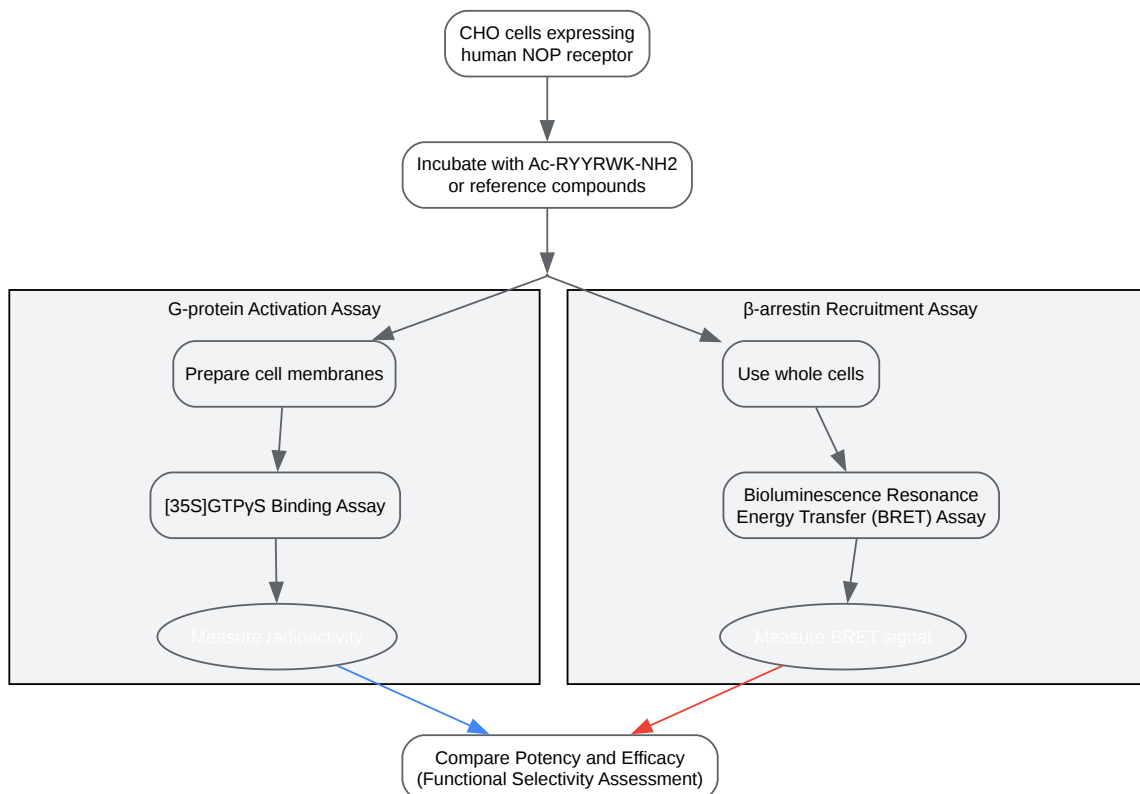 CHO cells expressing
human NOP receptor
Incubate with Ac-RYYRWK-NH2
or reference compounds
G-protein Activation Assay
Prepare cell membranes
[35S]GTPγS Binding Assay
Measure radioactivity
β-arrestin Recruitment Assay
Use whole cells
Bioluminescence Resonance
Energy Transfer (BRET) Assay
Measure BRET signal
Compare Potency and Efficacy
(Functional Selectivity Assessment)